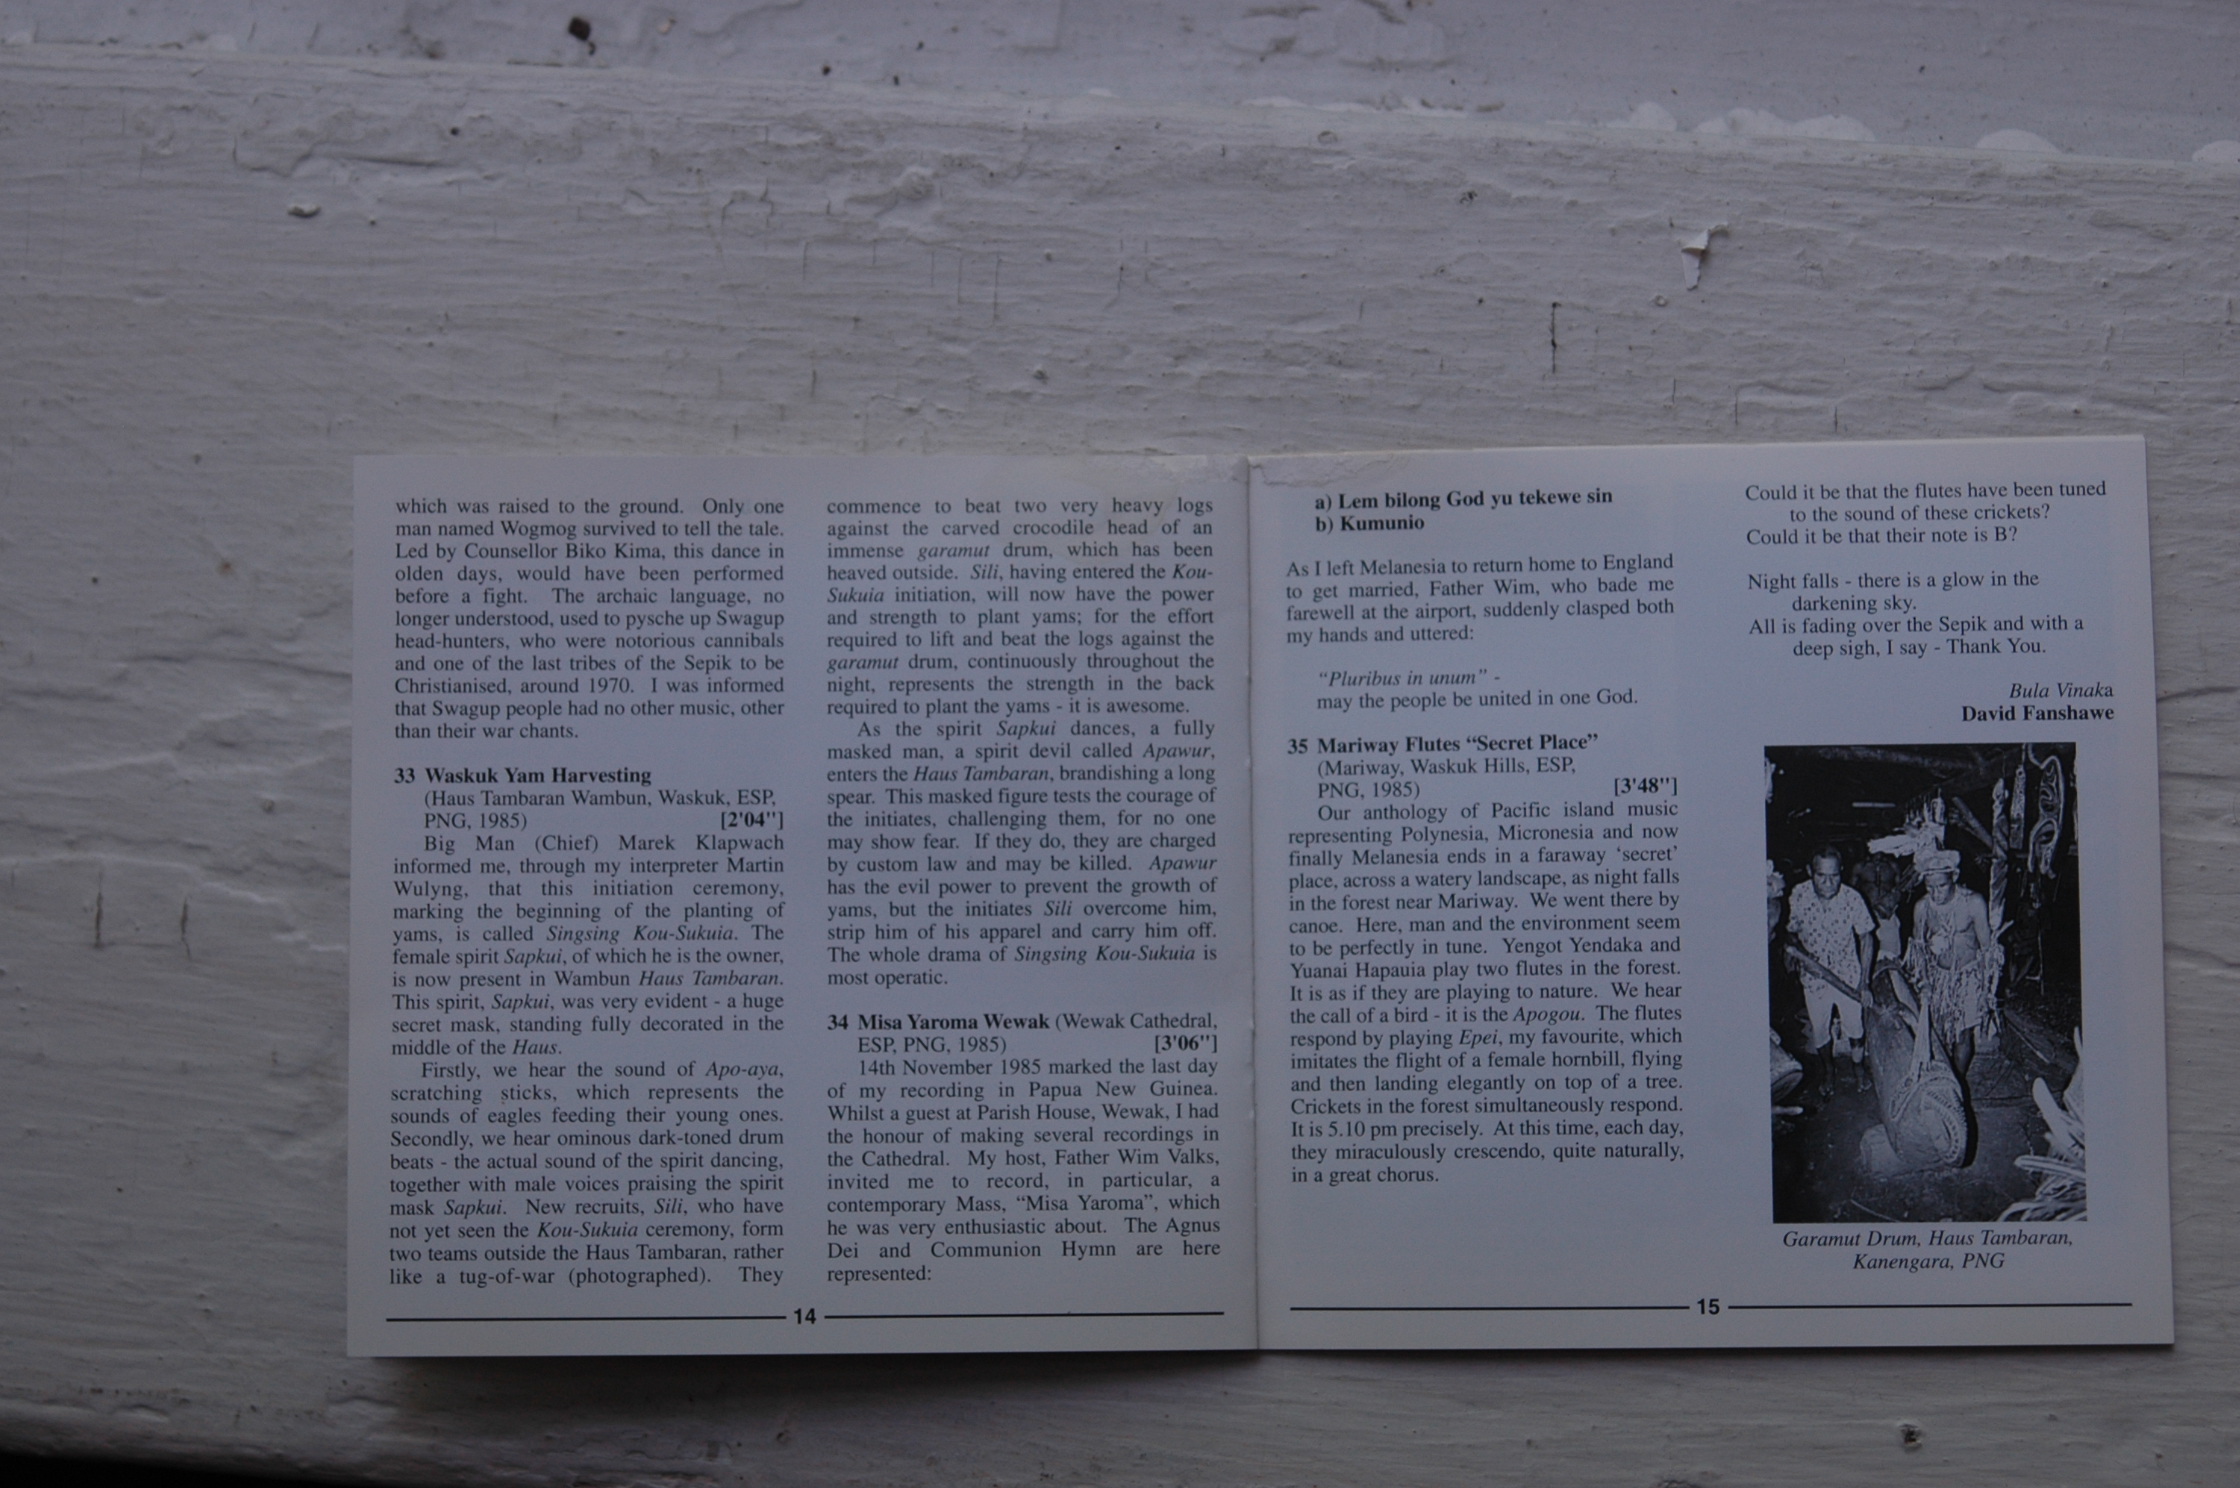 which was raised to the ground. Only one
man named Wogmog survived to tell the tale.
Led by Counsellor Biko Kima, this dance in
olden days, would have been performed
before a fight. The archaic language, no
longer understood, used to pysche up Swagup
head-hunters, who were notorious cannibals
and one of the last tribes of the Sepik to be
Christianised, around 1970. I was informed
that Swagup people had no other music, other
than their war chants.
33 Waskuk Yam Harvesting
(Haus Tambaran Wambun, Waskuk, ESP,
PNG, 1985) [2'04"]
Big Man (Chief) Marek Klapwach
informed me, through my interpreter Martin
Wulyng, that this initiation ceremony,
marking the beginning of the planting of
yams, is called Singsing Kou-Sukuia. The
female spirit Sapkui, of which he is the owner,
is now present in Wambun Haus Tambaran.
This spirit, Sapkui, was very evident - a huge
secret mask, standing fully decorated in the
middle of the Haus.
Firstly, we hear the sound of Apo-aya,
scratching sticks, which represents the
sounds of eagles feeding their young ones.
Secondly, we hear ominous dark-toned drum
beats - the actual sound of the spirit dancing,
together with male voices praising the spirit
mask Sapkui. New recruits, Sili, who have
not yet seen the Kou-Sukuia ceremony, form
two teams outside the Haus Tambaran, rather
like a tug-of-war (photographed). They
commence to beat two very heavy logs
against the carved crocodile head of an
immense garamut drum, which has been
heaved outside. Sili, having entered the Kou-
Sukuia initiation, will now have the power
and strength to plant yams; for the effort
required to lift and beat the logs against the
garamut drum, continuously throughout the
night, represents the strength in the back
required to plant the yams - it is awesome.
As the spirit Sapkui dances, a fully
masked man, a spirit devil called Apawur,
enters the Haus Tambaran, brandishing a long
spear. This masked figure tests the courage of
the initiates, challenging them, for no one
may show fear. If they do, they are charged
by custom law and may be killed. Apawur
has the evil power to prevent the growth of
yams, but the initiates Sili overcome him,
strip him of his apparel and carry him off.
The whole drama of Singsing Kou-Sukuia is
most operatic.
34 Misa Yaroma Wewak (Wewak Cathedral,
ESP, PNG, 1985) [3'06"]
14th November 1985 marked the last day
of my recording in Papua New Guinea.
Whilst a guest at Parish House, Wewak, I had
the honour of making several recordings in
the Cathedral. My host, Father Wim Valks,
invited me to record, in particular, a
contemporary Mass, “Misa Yaroma”, which
he was very enthusiastic about. The Agnus
Dei and Communion Hymn are here
represented:
14
a) Lem bilong God yu tekewe sin
b) Kumunio
As I left Melanesia to return home to England
to get married, Father Wim, who bade me
farewell at the airport, suddenly clasped both
my hands and uttered:
“Pluribus in unum” -
may the people be united in one God.
35 Mariway Flutes “Secret Place”
(Mariway, Waskuk Hills, ESP,
PNG, 1985) [3'48"]
Our anthology of Pacific island music
representing Polynesia, Micronesia and now
finally Melanesia ends in a faraway ‘secret’
place, across a watery landscape, as night falls
in the forest near Mariway. We went there by
canoe. Here, man and the environment seem
to be perfectly in tune. Yengot Yendaka and
Yuanai Hapauia play two flutes in the forest.
It is as if they are playing to nature. We hear
the call of a bird - it is the Apogou. The flutes
respond by playing Epei, my favourite, which
imitates the flight of a female hornbill, flying
and then landing elegantly on top of a tree.
Crickets in the forest simultaneously respond.
It is 5.10 pm precisely. At this time, each day,
they miraculously crescendo, quite naturally,
in a great chorus.
Could it be that the flutes have been tuned
to the sound of these crickets?
Could it be that their note is B?
Night falls - there is a glow in the
darkening sky.
All is fading over the Sepik and with a
deep sigh, I say - Thank You.
Bula Vinaka
David Fanshawe
Garamut Drum, Haus Tambaran,
Kanengara, PNG
15